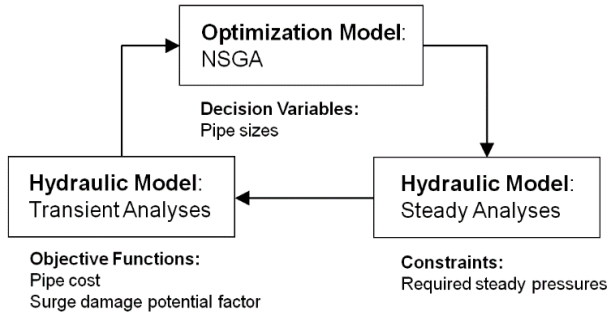 Optimization Model:
NSGA
Decision Variables:
Pipe sizes
Hydraulic Model:
Transient Analyses
Hydraulic Model:
Steady Analyses
Objective Functions:
Pipe cost
Surge damage potential factor
Constraints:
Required steady pressures